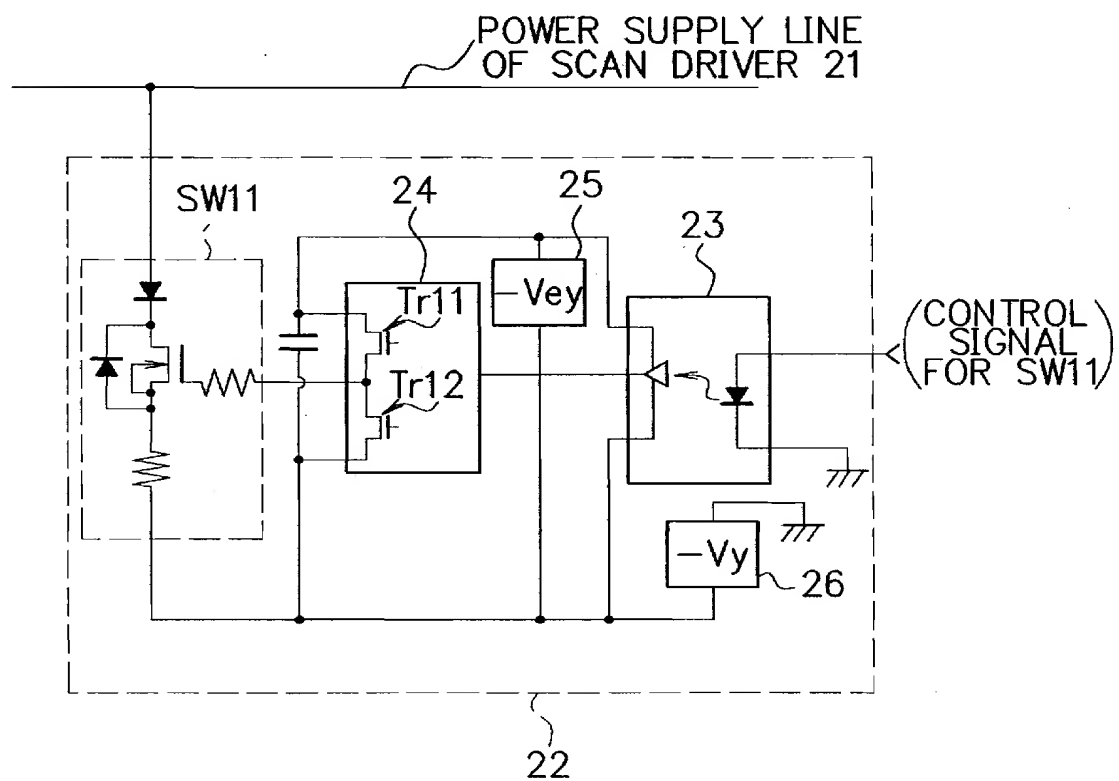 POWER SUPPLY LINE
OF SCAN DRIVER 21
SW11
24
25
23
-Vey
Tr11
Tr12
(CONTROL
SIGNAL
FOR SW11)
-Vy
26
22